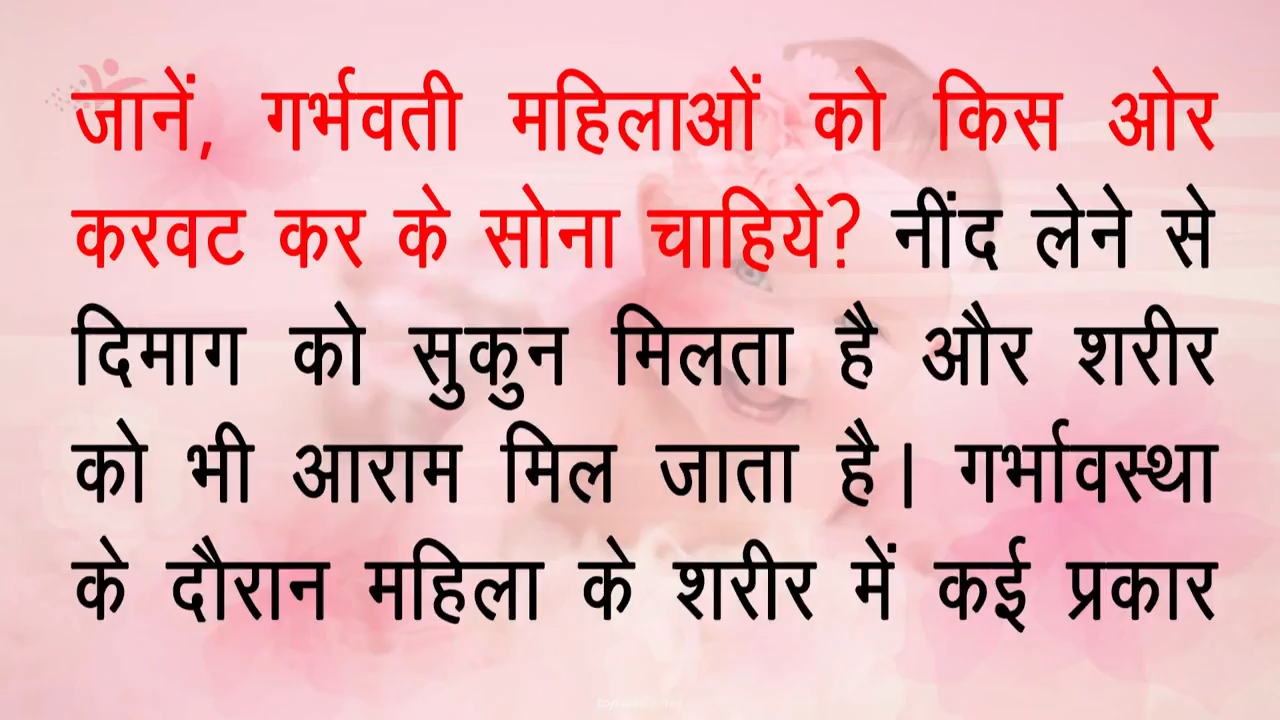 जानें, गर्भवती महिलाओं को किस ओर
करवट कर के सोना चाहिये? नींद लेने से
दिमाग को सुकुन मिलता है और शरीर
को भी आराम मिल जाता है। गर्भावस्था
के दौरान महिला के शरीर में कई प्रकार